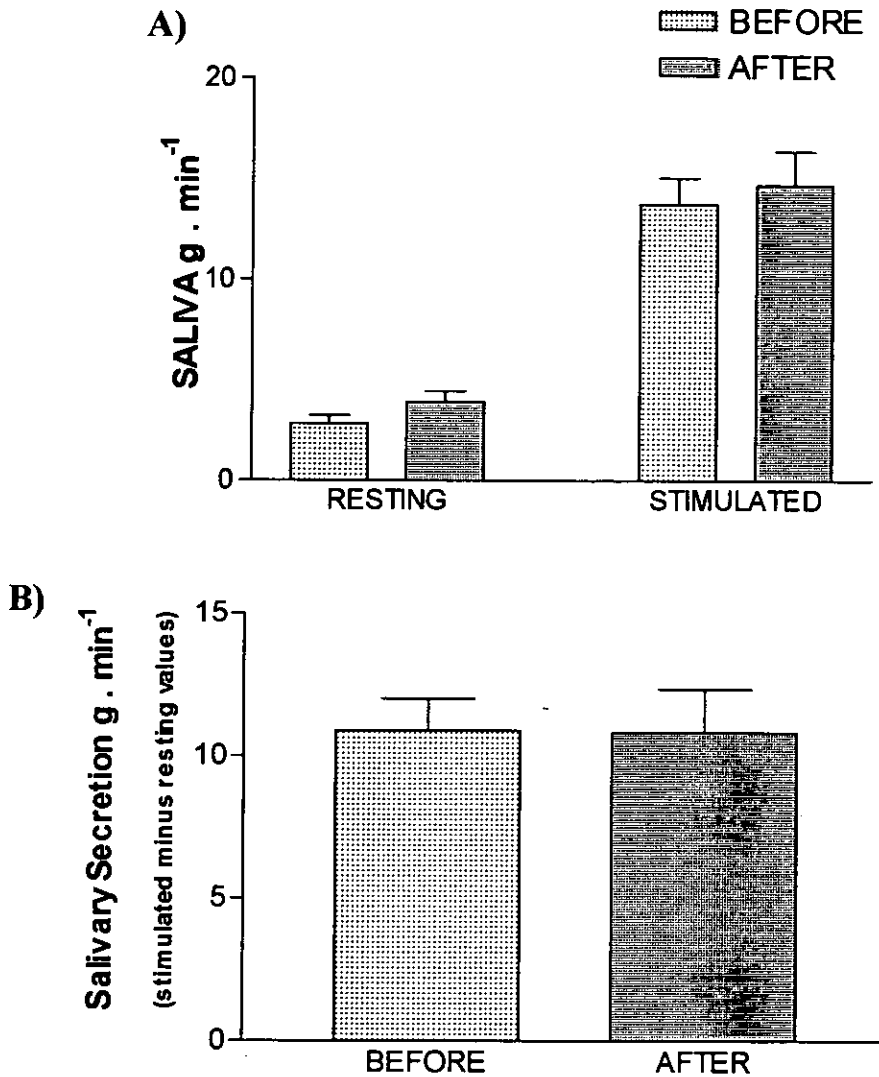 A)
BEFORE
AFTER
SALIVA g . min⁻¹
20
10
0
RESTING STIMULATED
B)
Salivary Secretion g . min⁻¹
(stimulated minus resting values)
15
10
5
0
BEFORE AFTER